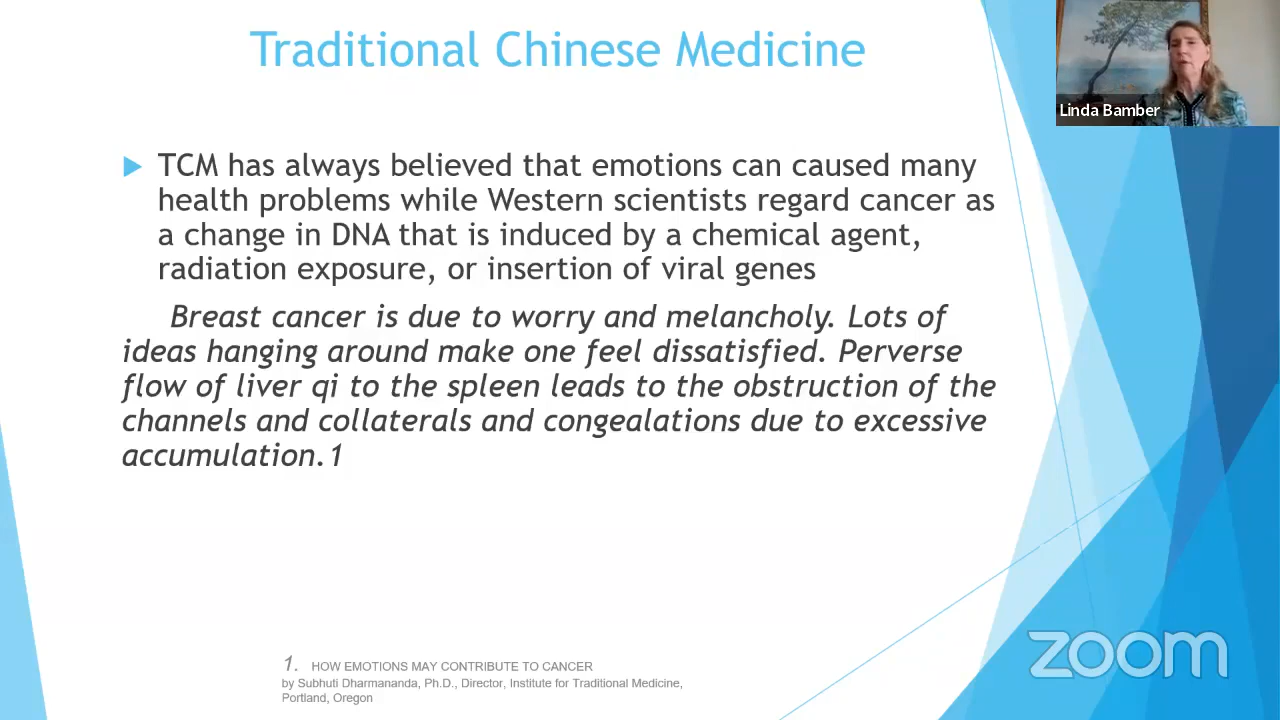 Traditional Chinese Medicine
Linda Bamber
TCM has always believed that emotions can caused many
health problems while Western scientists regard cancer as
a change in DNA that is induced by a chemical agent,
radiation exposure, or insertion of viral genes
Breast cancer is due to worry and melancholy. Lots of
ideas hanging around make one feel dissatisfied. Perverse
flow of liver qi to the spleen leads to the obstruction of the
channels and collaterals and congealations due to excessive
accumulation.1
1. HOW EMOTIONS MAY CONTRIBUTE TO CANCER
by Subhuti Dharmananda, Ph.D., Director, Institute for Traditional Medicine,
Portland, Oregon
zoom